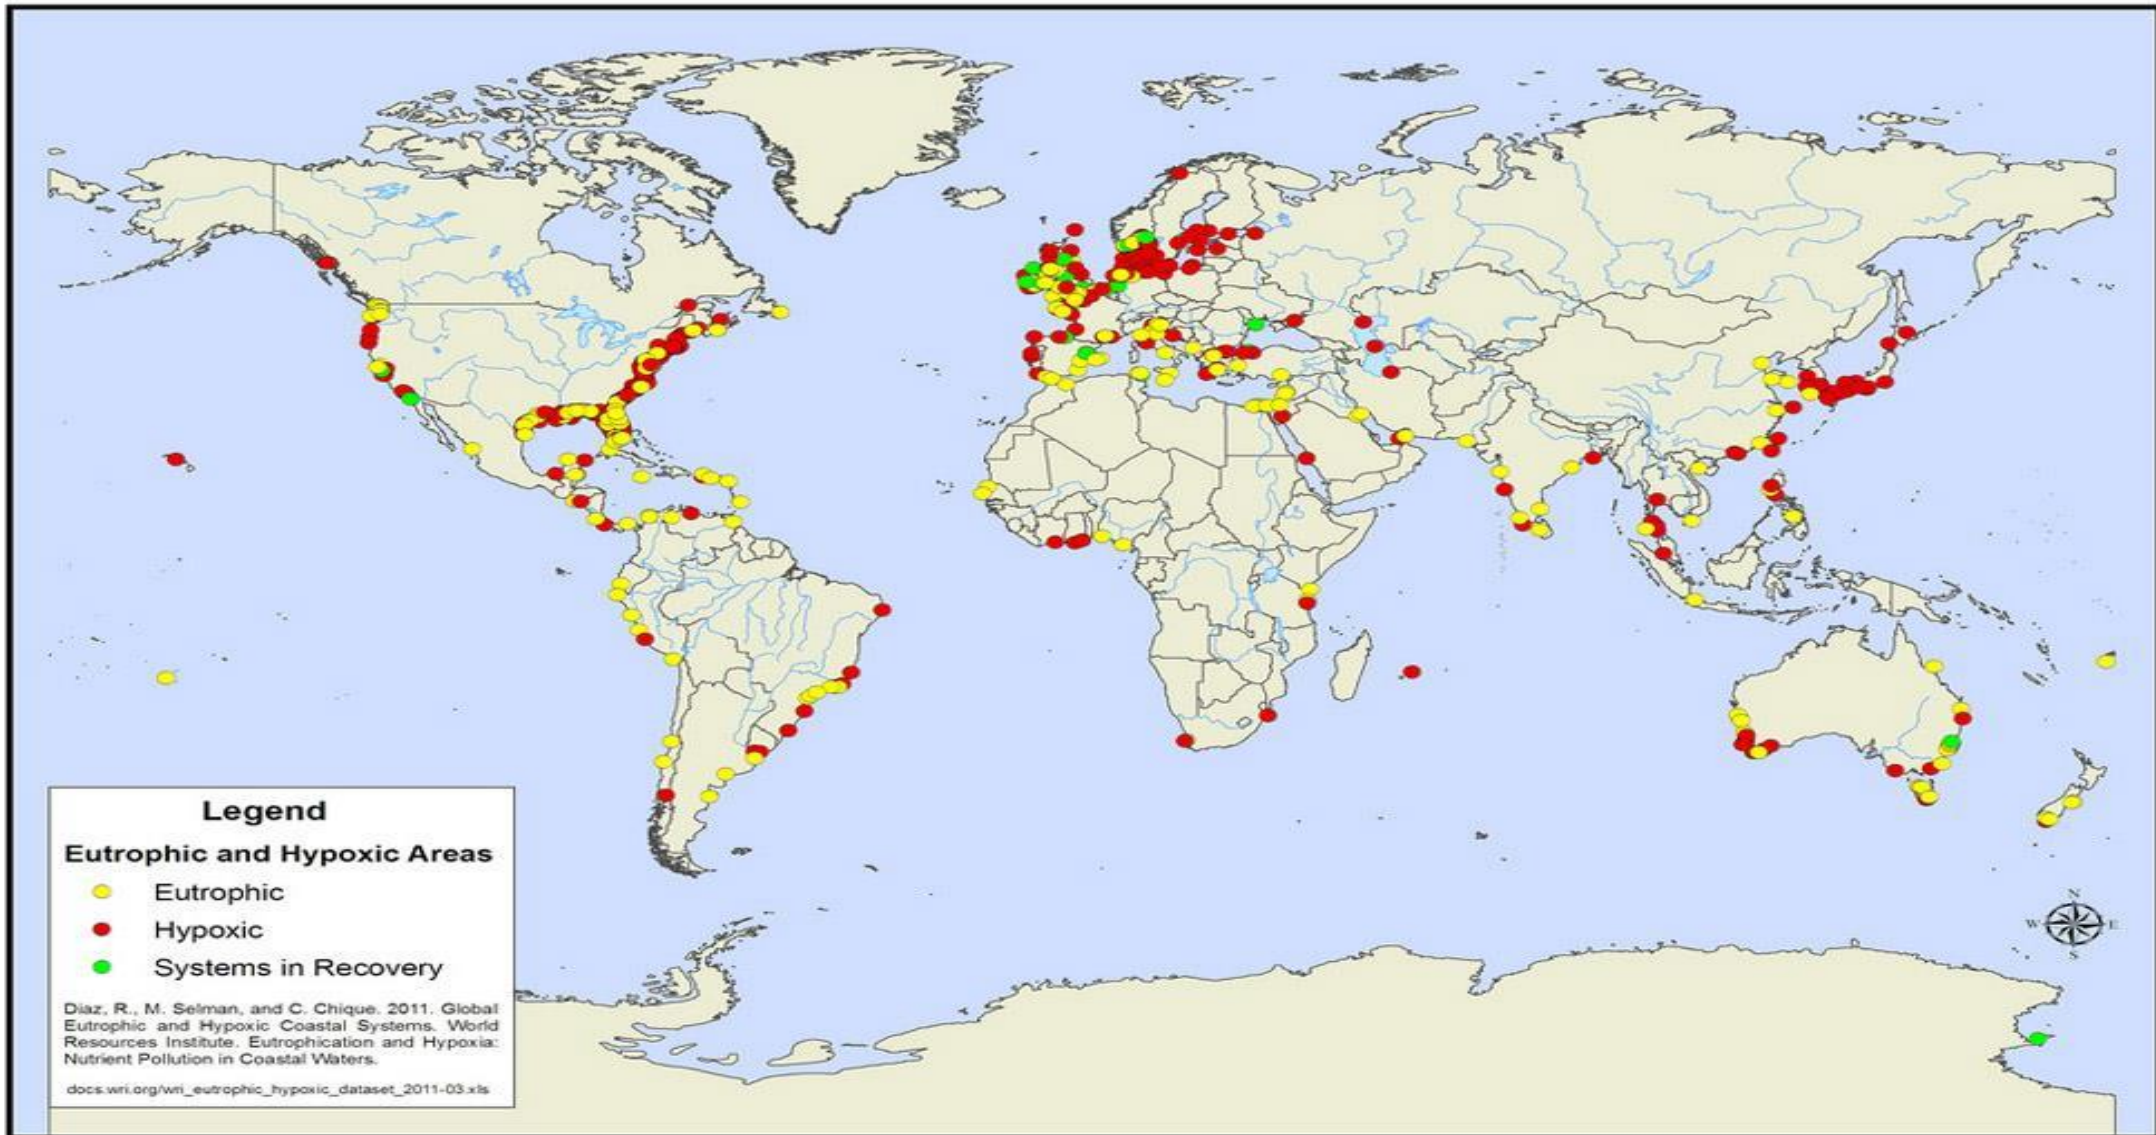 Legend
Eutrophic and Hypoxic Areas
Eutrophic
Hypoxic
Systems in Recovery
Diaz, R., M. Selman, and C. Chique. 2011. Global
Eutrophic and Hypoxic Coastal Systems. World
Resources Institute. Eutrophication and Hypoxia:
Nutrient Pollution in Coastal Waters.
docs.wri.org/wri_eutrophic_hypoxic_dataset_2011-03.xls
N
W E
S